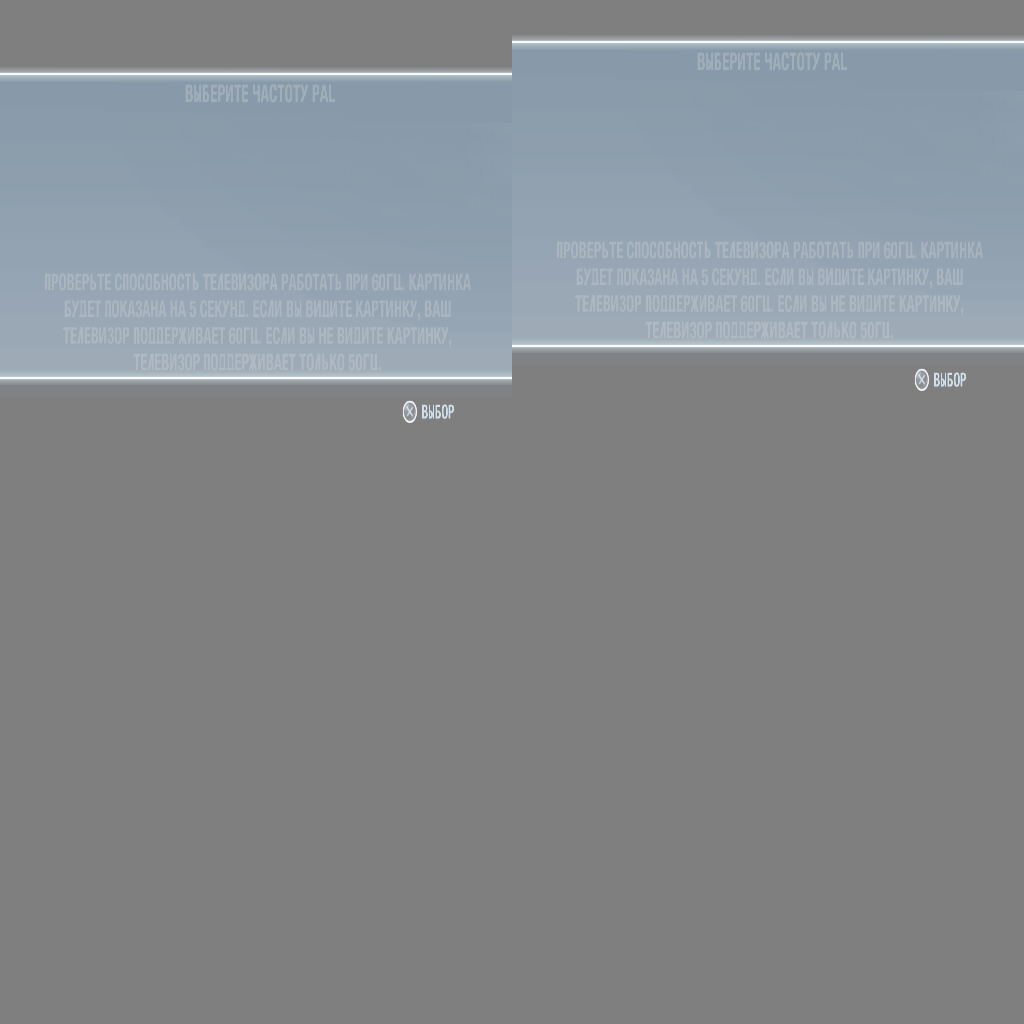 ВЫБЕРИТЕ ЧАСТОТУ PAL
ПРОВЕРЬТЕ СПОСОБНОСТЬ ТЕЛЕВИЗОРА РАБОТАТЬ ПРИ 60ГЦ. КАРТИНКА
БУДЕТ ПОКАЗАНА НА 5 СЕКУНД. ЕСЛИ ВЫ ВИДИТЕ КАРТИНКУ, ВАШ
ТЕЛЕВИЗОР ПОДДЕРЖИВАЕТ 60ГЦ. ЕСЛИ ВЫ НЕ ВИДИТЕ КАРТИНКУ,
ТЕЛЕВИЗОР ПОДДЕРЖИВАЕТ ТОЛЬКО 50ГЦ.
ВЫБОР
ВЫБЕРИТЕ ЧАСТОТУ PAL
ПРОВЕРЬТЕ СПОСОБНОСТЬ ТЕЛЕВИЗОРА РАБОТАТЬ ПРИ 60ГЦ. КАРТИНКА
БУДЕТ ПОКАЗАНА НА 5 СЕКУНД. ЕСЛИ ВЫ ВИДИТЕ КАРТИНКУ, ВАШ
ТЕЛЕВИЗОР ПОДДЕРЖИВАЕТ 60ГЦ. ЕСЛИ ВЫ НЕ ВИДИТЕ КАРТИНКУ,
ТЕЛЕВИЗОР ПОДДЕРЖИВАЕТ ТОЛЬКО 50ГЦ.
ВЫБОР